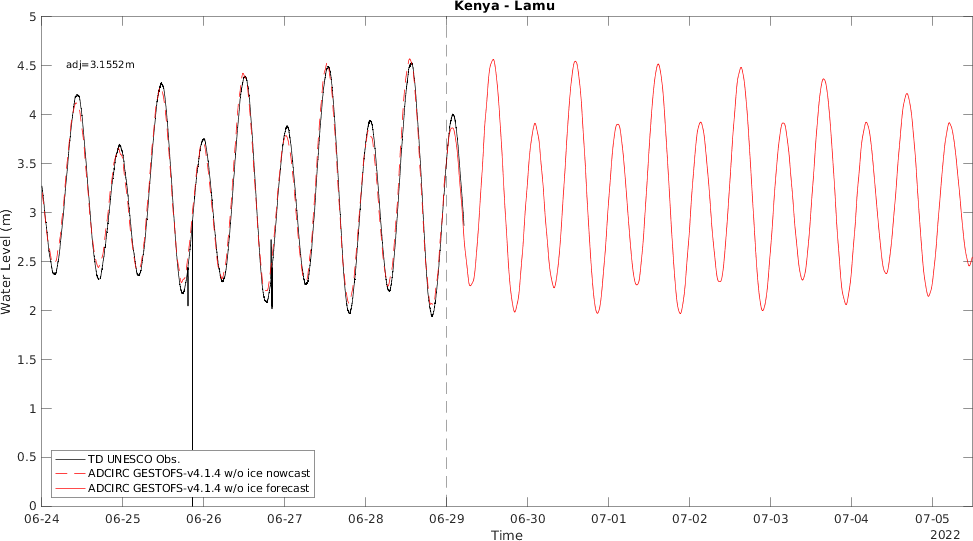 Kenya - Lamu
adj=3.1552m
Water Level (m)
5
4.5
4
3.5
3
2.5
2
1.5
1
0.5
0
TD UNESCO Obs.
ADCIRC GESTOFS-v4.1.4 w/o ice nowcast
ADCIRC GESTOFS-v4.1.4 w/o ice forecast
06-24 06-25 06-26 06-27 06-28 06-29 06-30 07-01 07-02 07-03 07-04 07-05
2022
Time